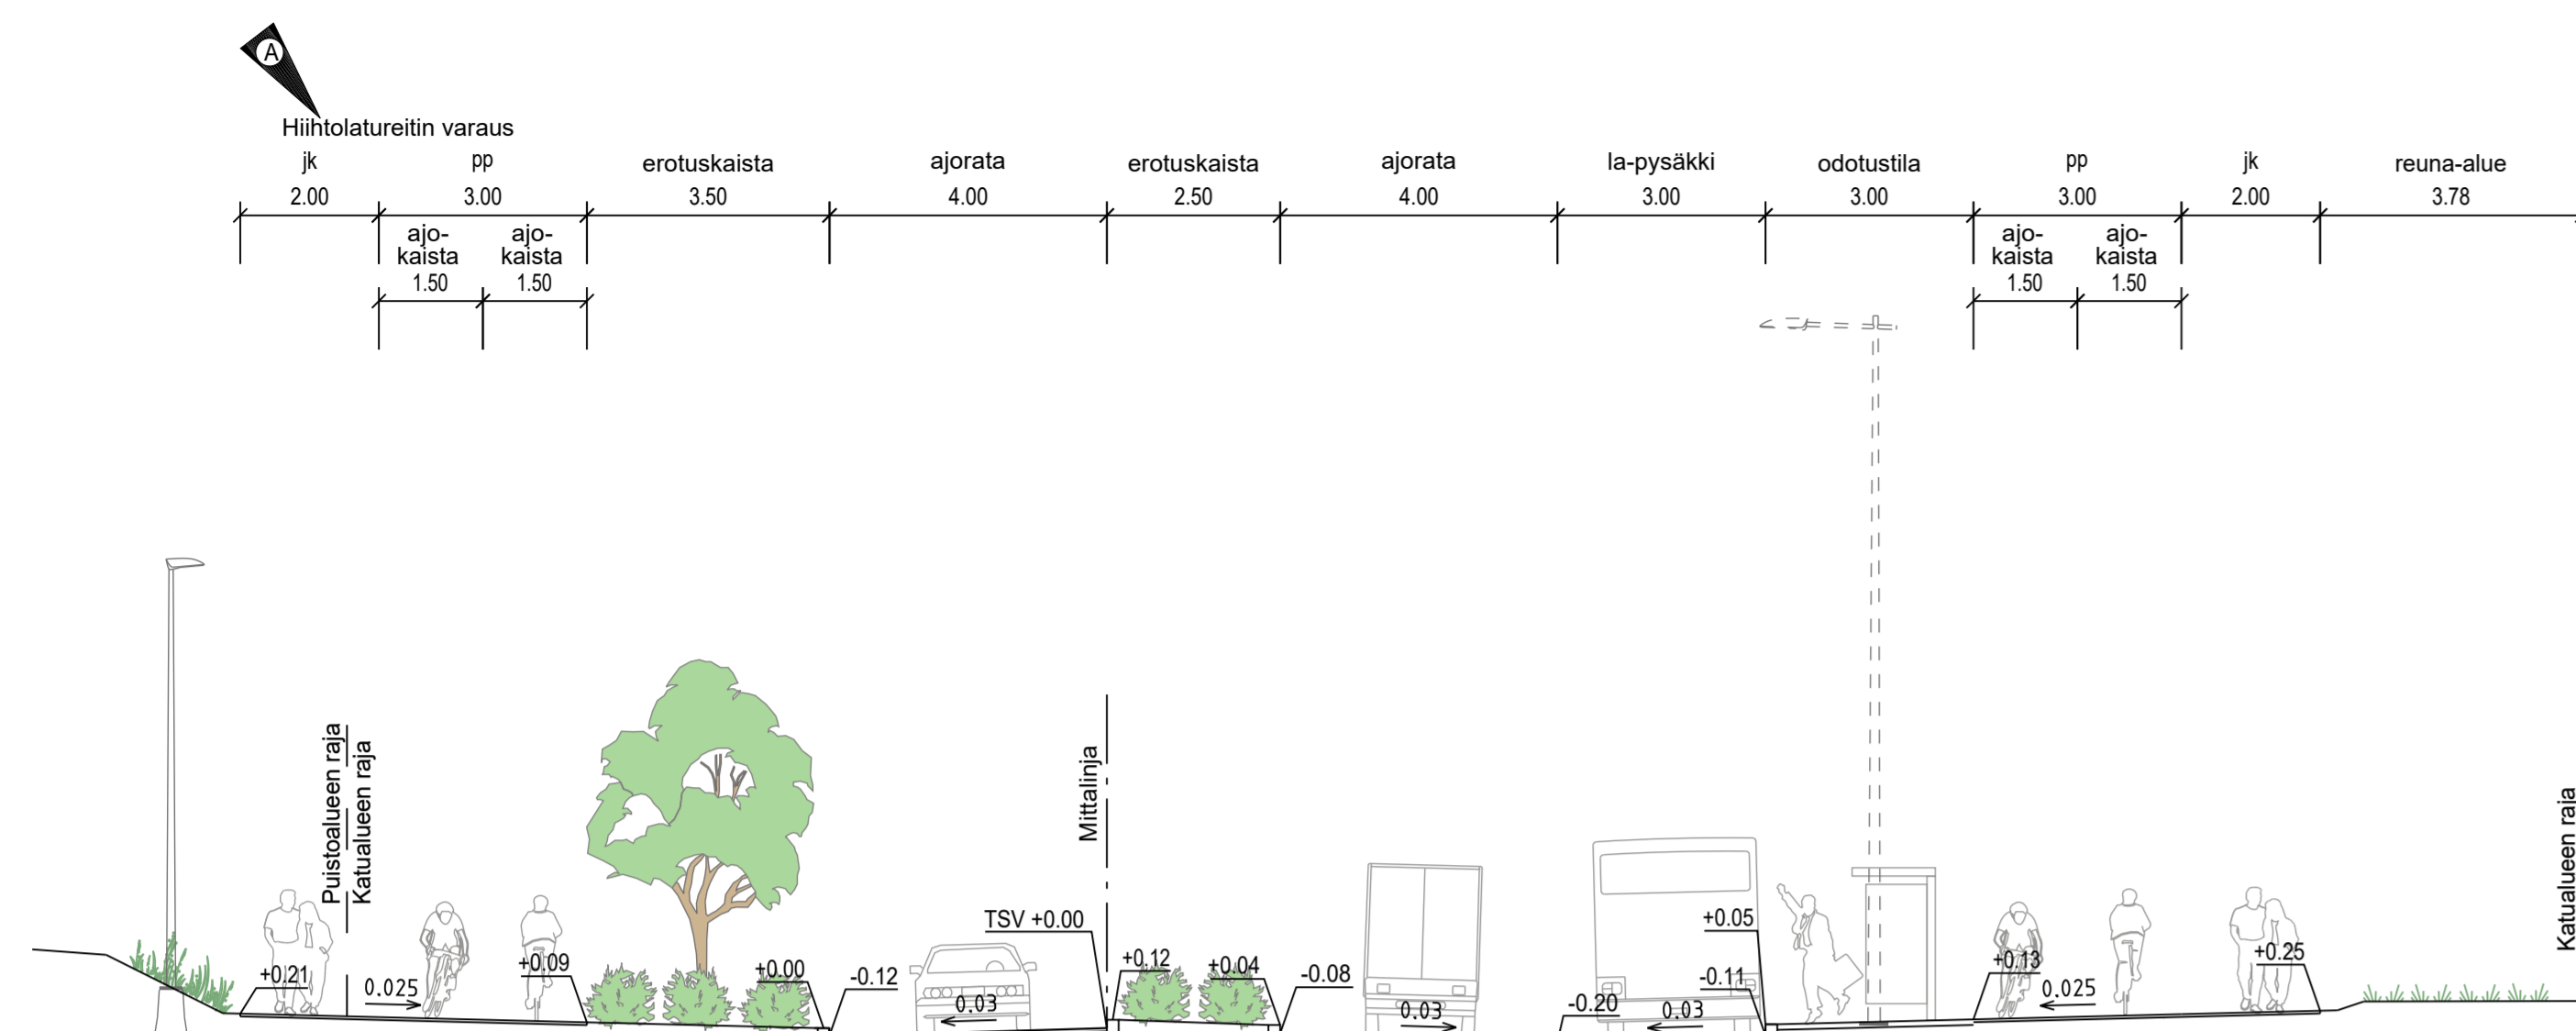 A
Hiihtolatureitin varaus
jk pp erotuskaista ajorata erotuskaista ajorata la-pysäkki odotustila pp jk reuna-alue
2.00 3.00 3.50 4.00 2.50 4.00 3.00 3.00 3.00 2.00 3.78
ajo- ajo- ajo- ajo-
kaista kaista kaista kaista
1.50 1.50 1.50 1.50
Puistoalueen raja
Katualueen raja
Mittalinja
Katualueen raja
TSV +0.00 +0.05
+0.21 0.025 +0.09 +0.00 -0.12 0.03 +0.12 +0.04 -0.08 0.03 -0.20 0.03 -0.11 +0.13 0.025 +0.25